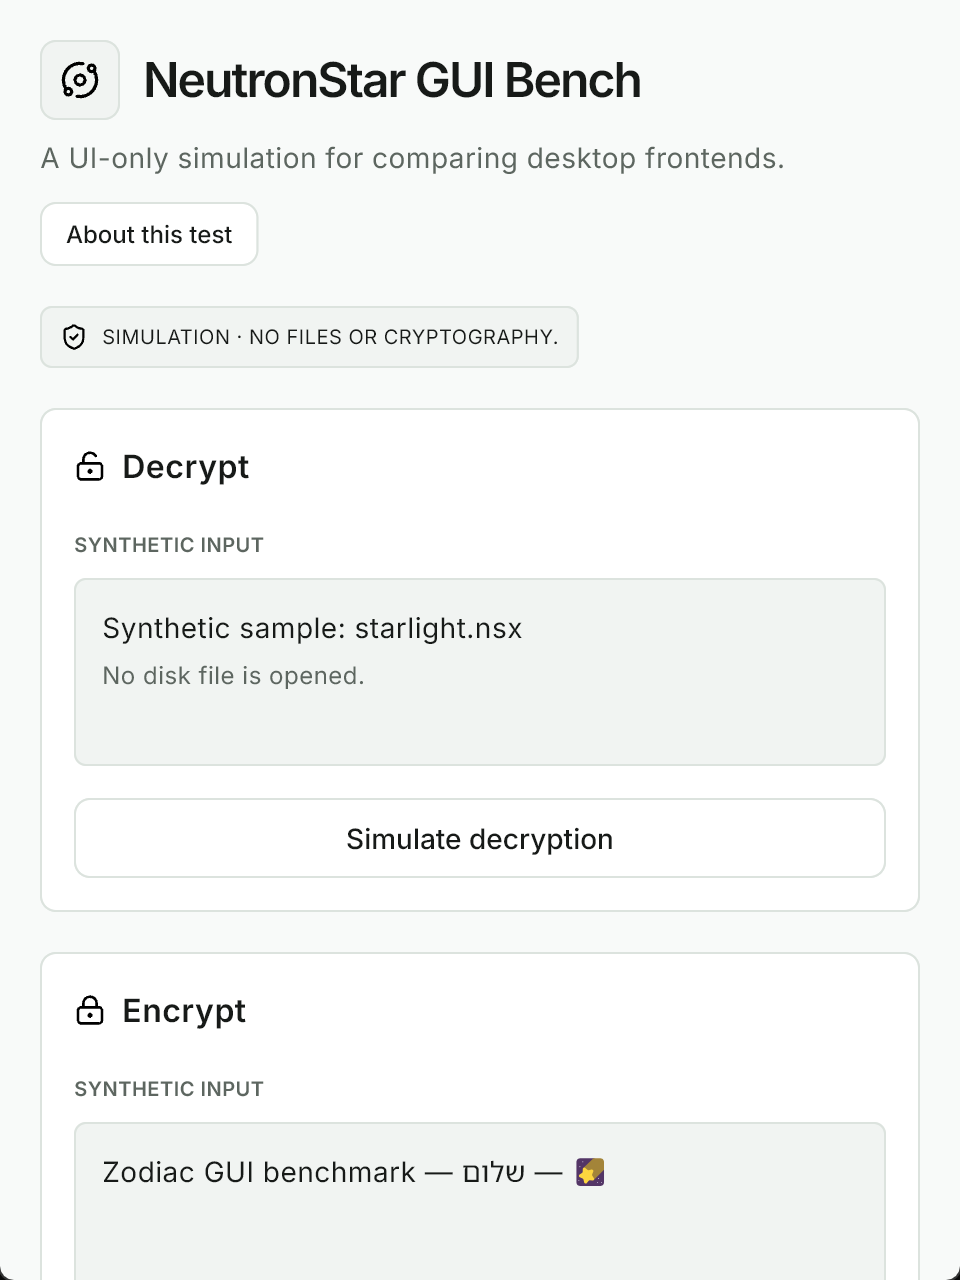 NeutronStar GUI Bench
A UI-only simulation for comparing desktop frontends.
About this test
SIMULATION · NO FILES OR CRYPTOGRAPHY.
Decrypt
SYNTHETIC INPUT
Synthetic sample: starlight.nsx
No disk file is opened.
Simulate decryption
Encrypt
SYNTHETIC INPUT
Zodiac GUI benchmark — שלום — 🌠